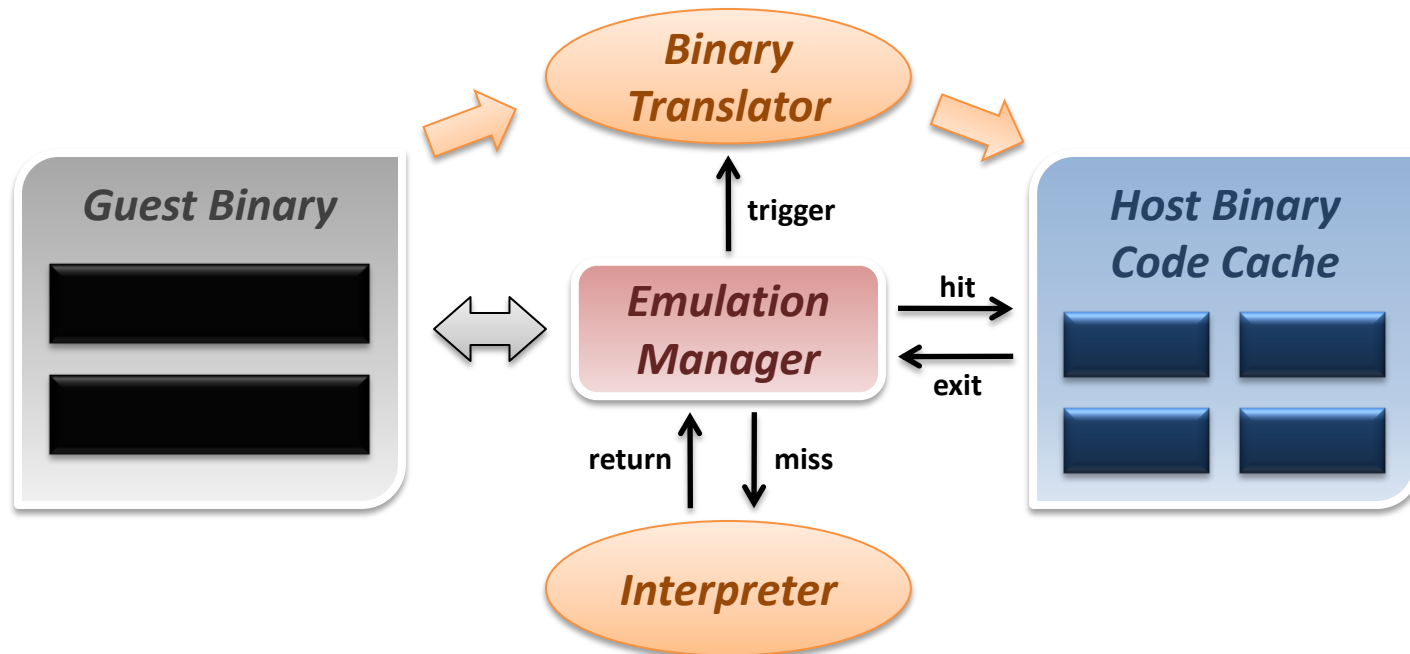 Binary
Translator
Guest Binary
trigger
Host Binary
Code Cache
Emulation
Manager
hit
exit
return
miss
Interpreter